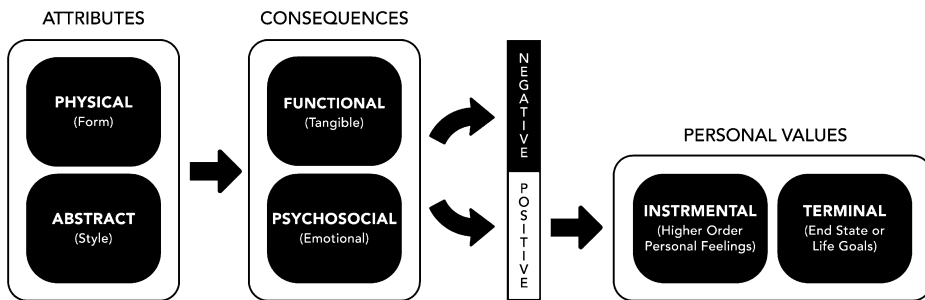 ATTRIBUTES
PHYSICAL
(Form)
ABSTRACT
(Style)
CONSEQUENCES
FUNCTIONAL
(Tangible)
PSYCHOSOCIAL
(Emotional)
NEGATIVE
POSITIVE
PERSONAL VALUES
INSTRMENTAL
(Higher Order
Personal Feelings)
TERMINAL
(End State or
Life Goals)